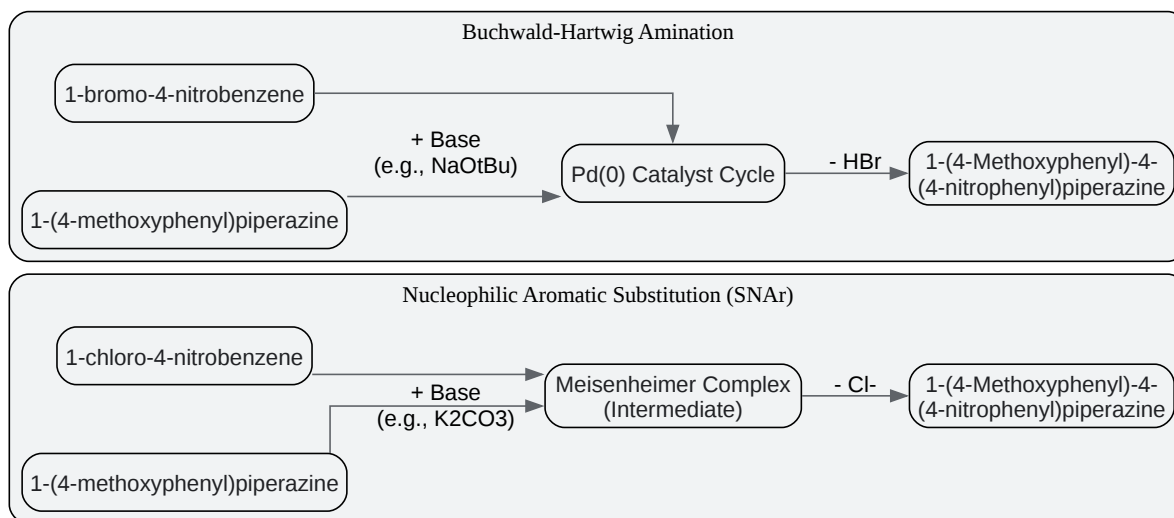 Buchwald-Hartwig Amination
1-bromo-4-nitrobenzene
+ Base
(e.g., NaOtBu)
1-(4-methoxyphenyl)piperazine
Pd(0) Catalyst Cycle
- HBr
1-(4-Methoxyphenyl)-4-
(4-nitrophenyl)piperazine
Nucleophilic Aromatic Substitution (SNAr)
1-chloro-4-nitrobenzene
+ Base
(e.g., K2CO3)
1-(4-methoxyphenyl)piperazine
Meisenheimer Complex
(Intermediate)
- Cl-
1-(4-Methoxyphenyl)-4-
(4-nitrophenyl)piperazine